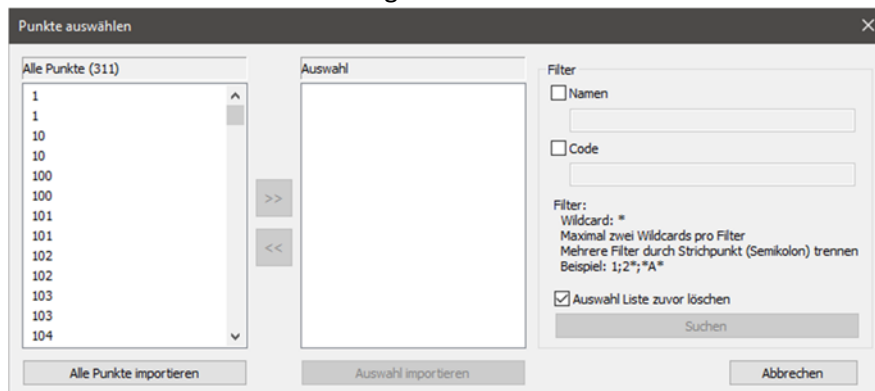 Punkte auswählen
Alle Punkte (311)
1
1
10
10
100
100
101
101
102
102
103
103
104
Alle Punkte importieren
>>
<<
Auswahl
Auswahl importieren
Filter
Namen
Code
Filter:
Wildcard: *
Maximal zwei Wildcards pro Filter
Mehrere Filter durch Strichpunkt (Semikolon) trennen
Beispiel: 1;2*;*A*
Auswahl Liste zuvor löschen
Suchen
Abbrechen